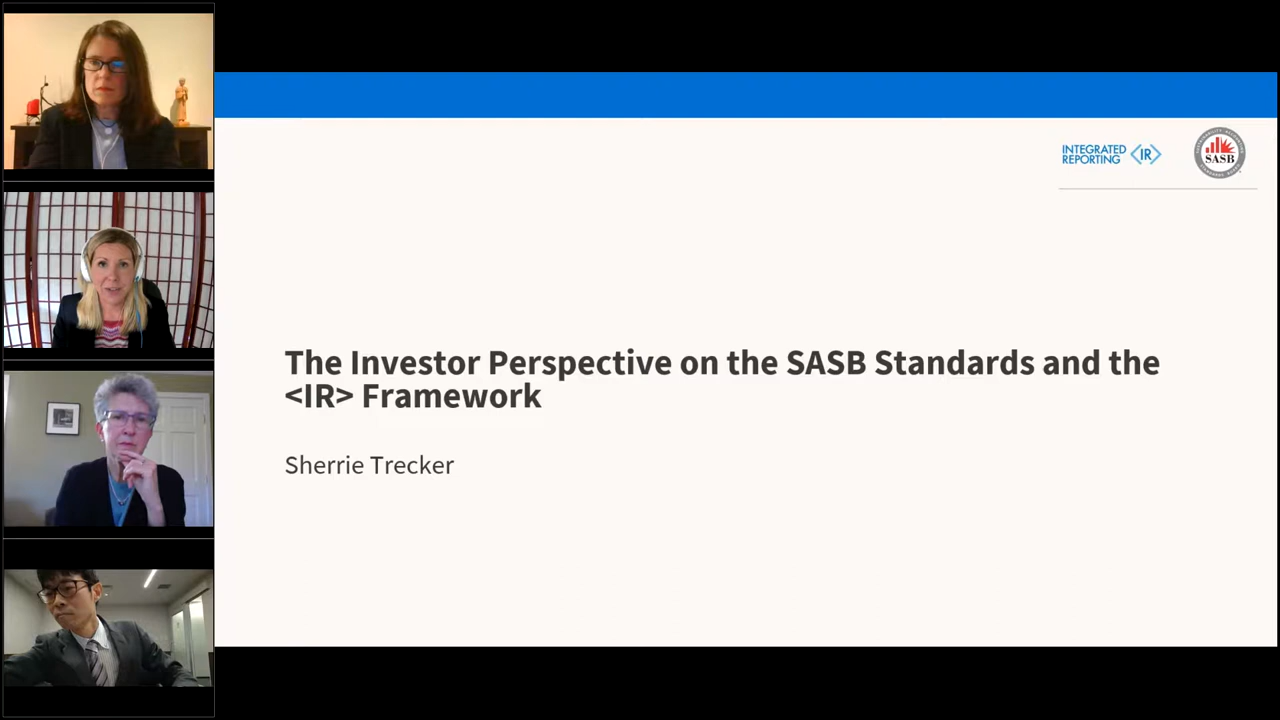 INTEGRATED
REPORTING <IR>
SASB
The Investor Perspective on the SASB Standards and the
<IR> Framework
Sherrie Trecker